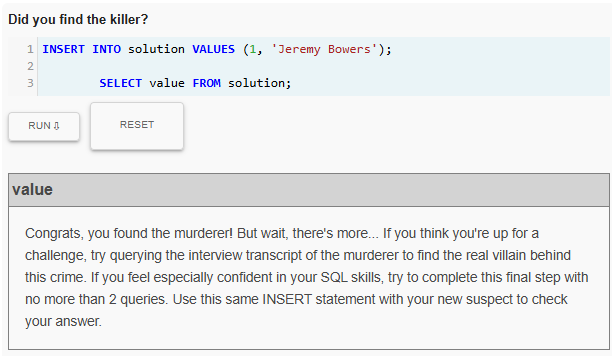 Did you find the killer?
1 INSERT INTO solution VALUES (1, 'Jeremy Bowers');
2
3 SELECT value FROM solution;
RUN ⇩
RESET
value
Congrats, you found the murderer! But wait, there's more... If you think you're up for a
challenge, try querying the interview transcript of the murderer to find the real villain behind
this crime. If you feel especially confident in your SQL skills, try to complete this final step with
no more than 2 queries. Use this same INSERT statement with your new suspect to check
your answer.